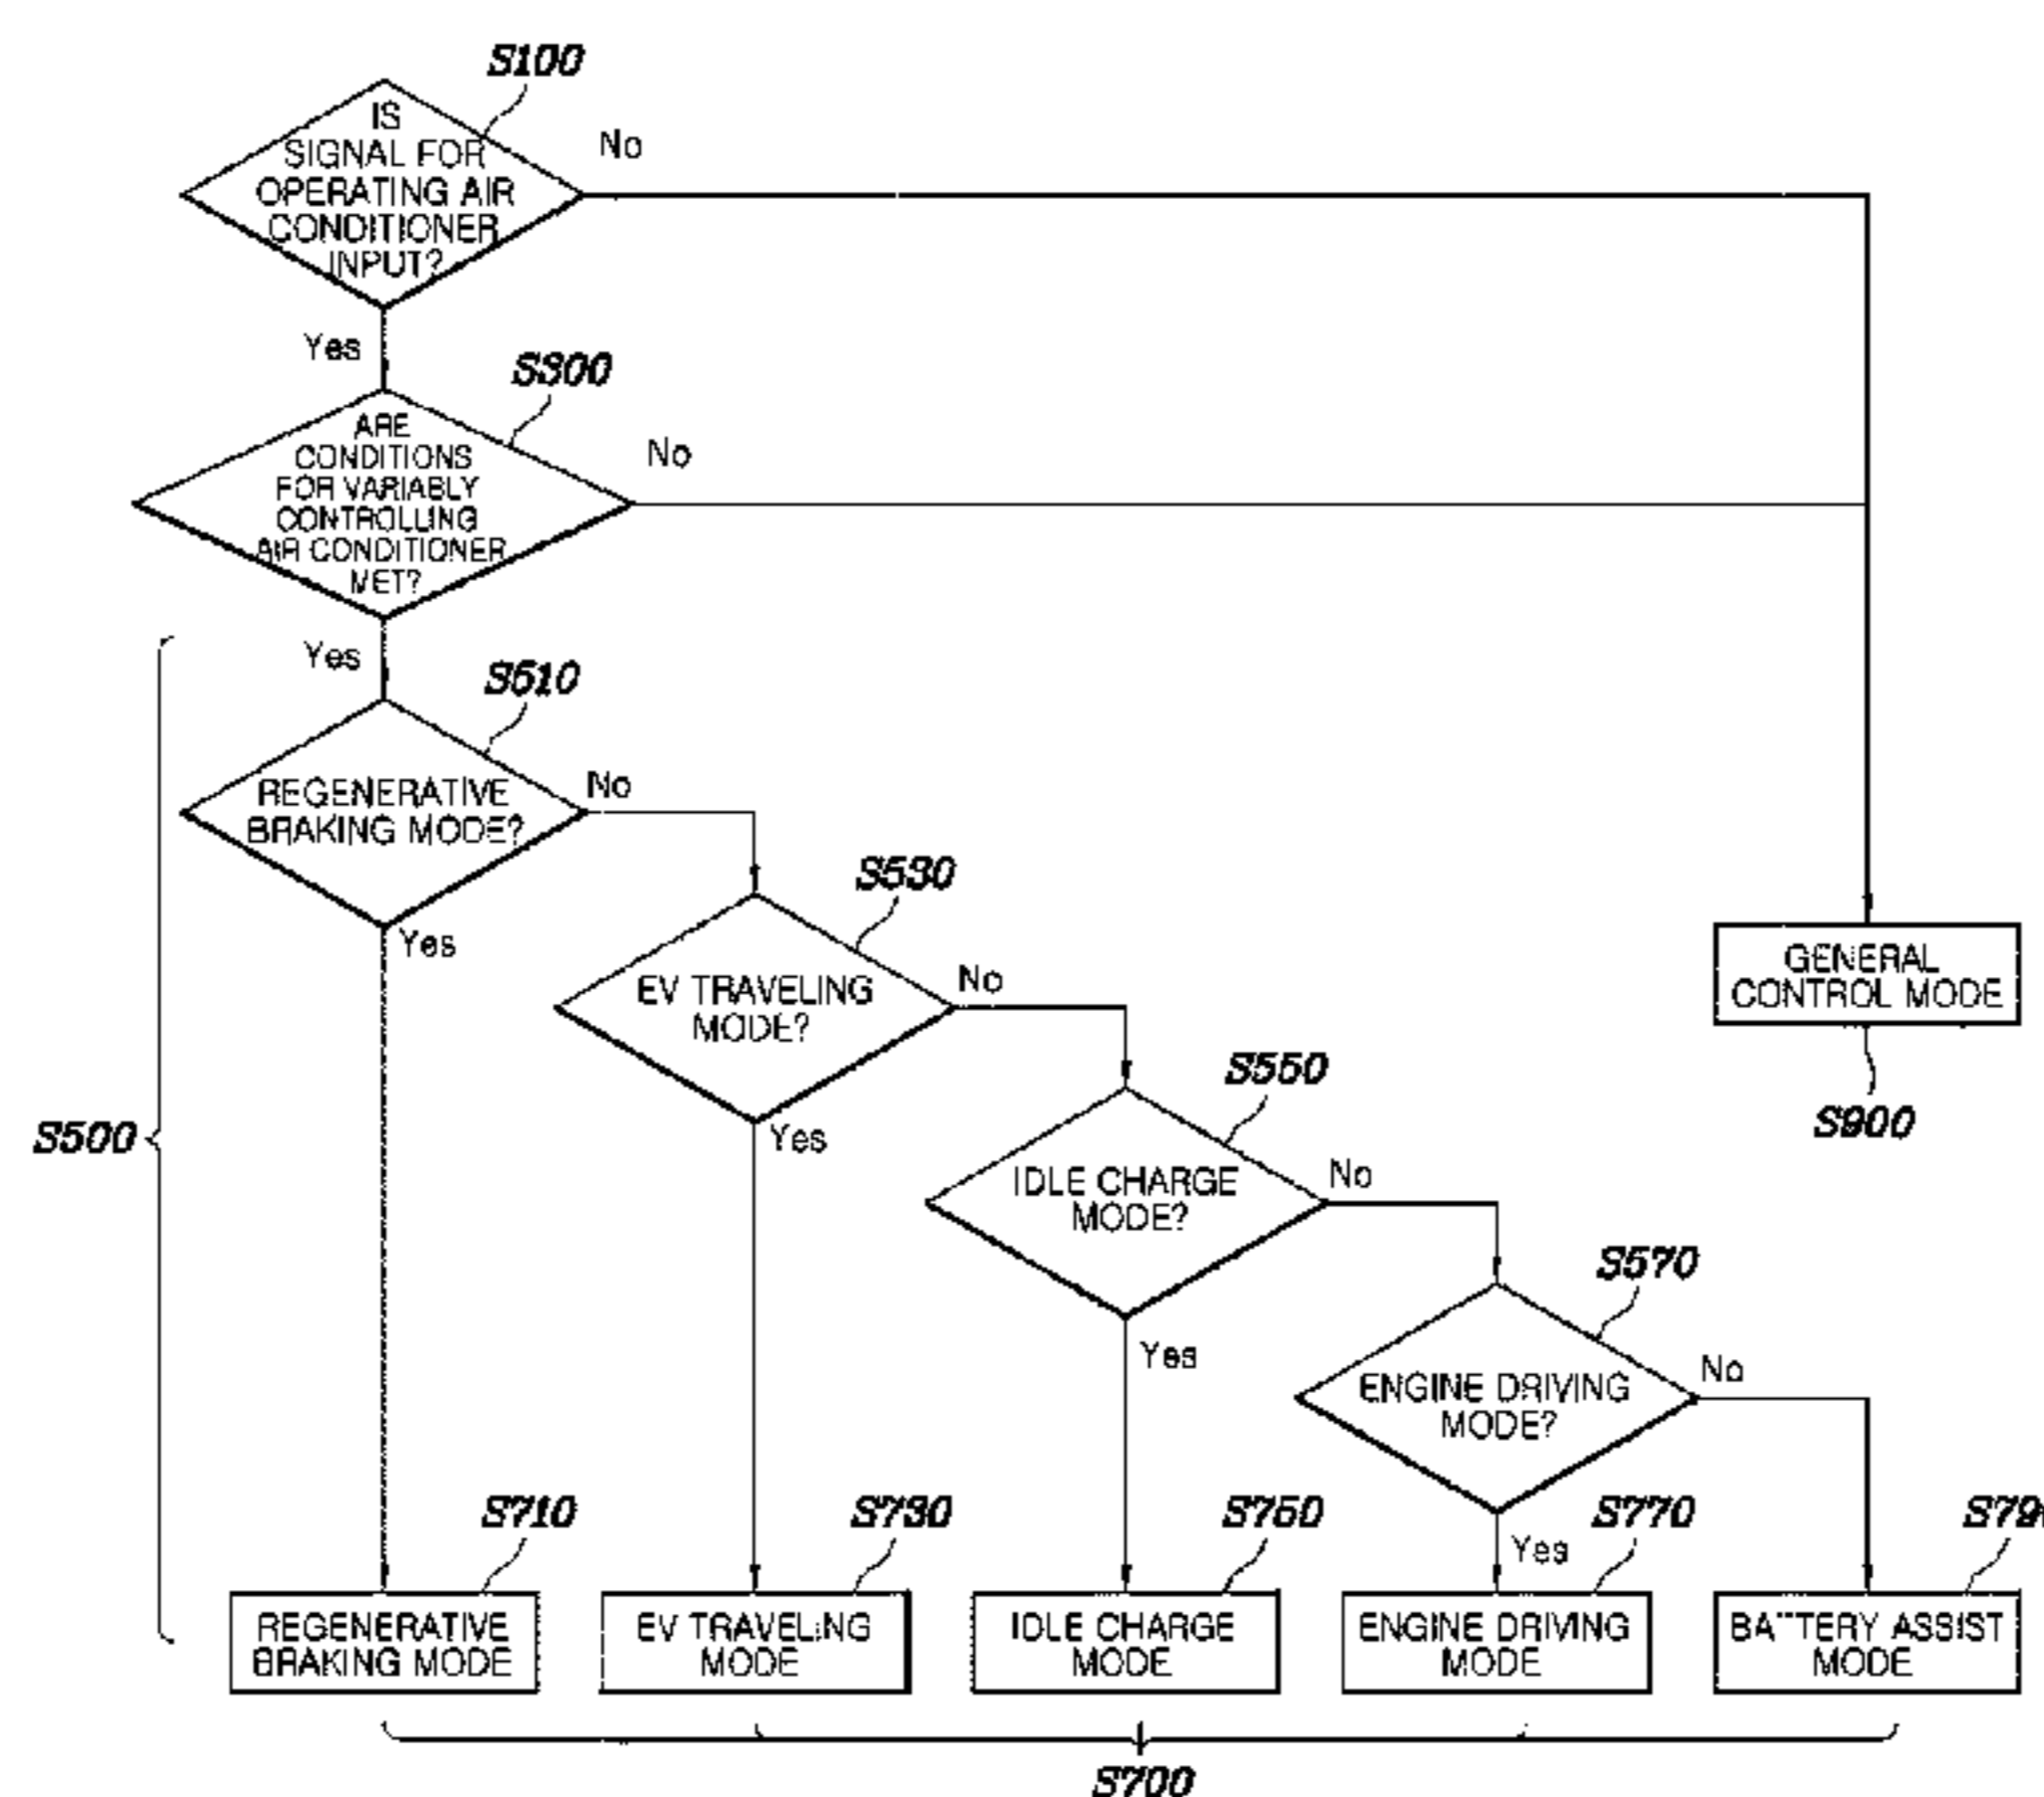 S100
IS
SIGNAL FOR
OPERATING AIR
CONDITIONER
INPUT?
No
Yes
S300
ARE
CONDITIONS
FOR VARIABLY
CONTROLLING
AIR CONDITIONER
MET?
No
Yes
S510
REGENERATIVE
BRAKING MODE?
No
Yes
S530
EV TRAVELING
MODE?
No
Yes
GENERAL
CONTROL MODE
S900
S500
S550
IDLE CHARGE
MODE?
No
Yes
S570
ENGINE DRIVING
MODE?
No
Yes
S710
REGENERATIVE
BRAKING MODE
S730
EV TRAVELING
MODE
S750
IDLE CHARGE
MODE
S770
ENGINE DRIVING
MODE
BATTERY ASSIST
MODE
S700